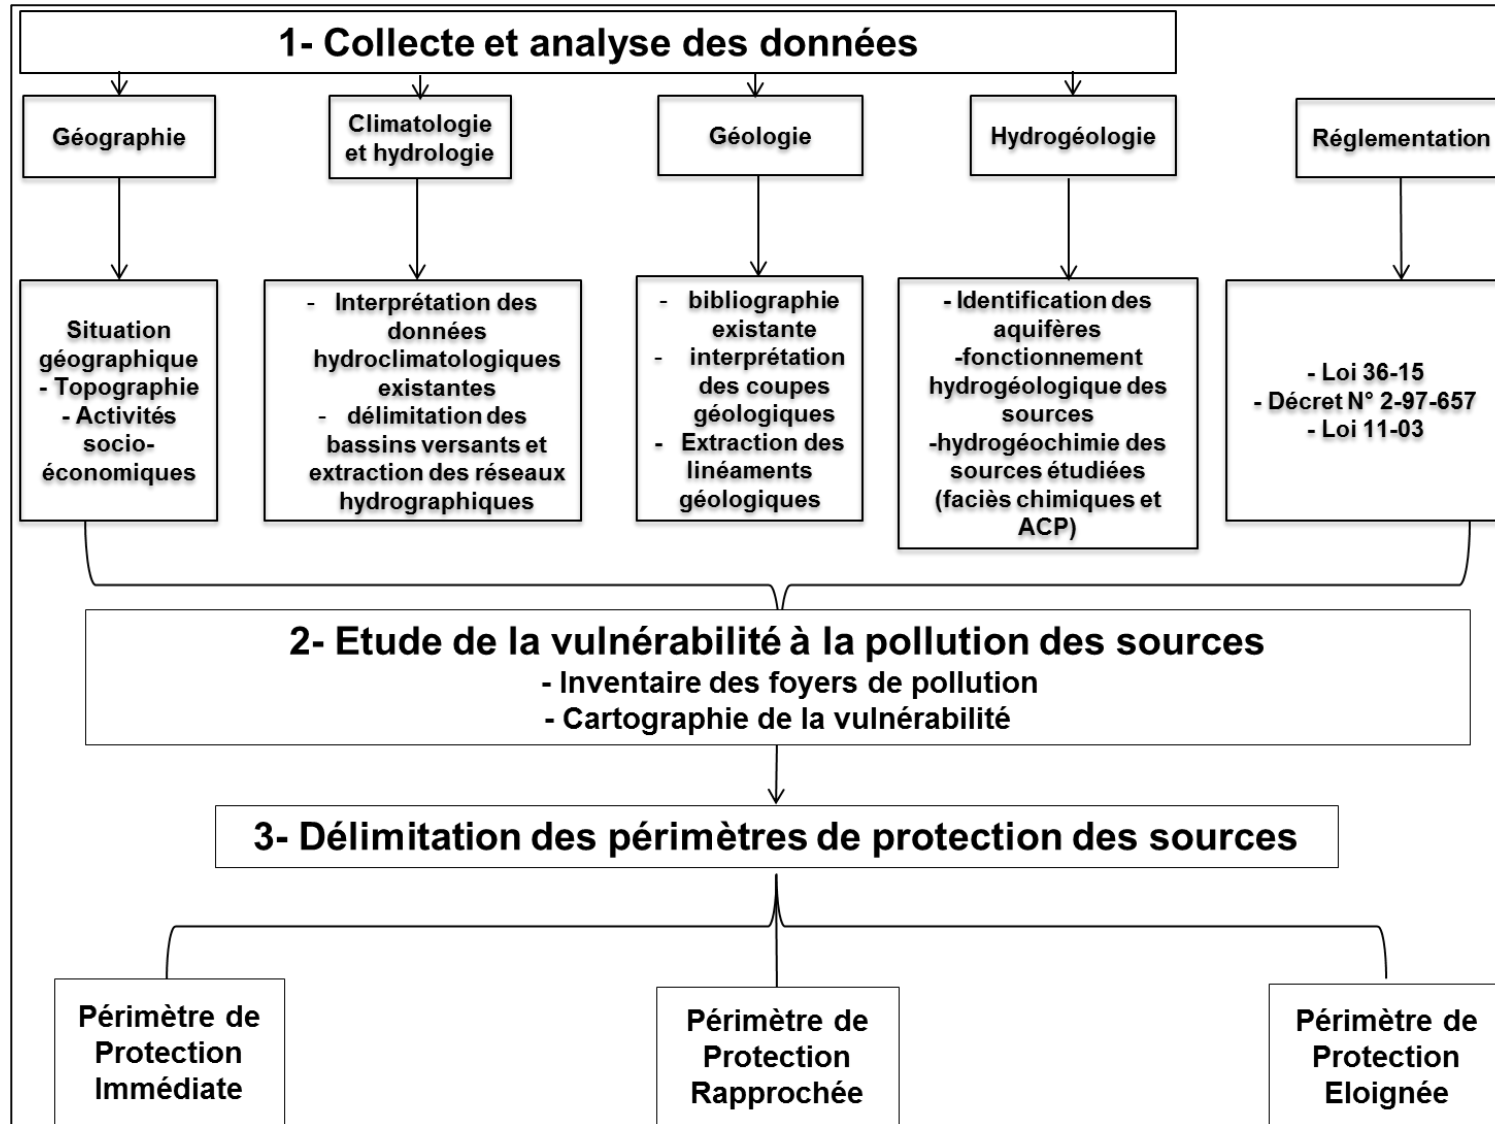 1- Collecte et analyse des données
Géographie
Climatologie
et hydrologie
Géologie
Hydrogéologie
Réglementation
Situation
géographique
- Topographie
- Activités
socio-
économiques
- Interprétation des
données
hydroclimatologiques
existantes
- délimitation des
bassins versants et
extraction des réseaux
hydrographiques
- bibliographie
existante
- interprétation
des coupes
géologiques
- Extraction des
linéaments
géologiques
- Identification des
aquifères
-fonctionnement
hydrogéologique des
sources
-hydrogéochimie des
sources étudiées
(faciès chimiques et
ACP)
- Loi 36-15
- Décret N° 2-97-657
- Loi 11-03
2- Etude de la vulnérabilité à la pollution des sources
- Inventaire des foyers de pollution
- Cartographie de la vulnérabilité
3- Délimitation des périmètres de protection des sources
Périmètre de
Protection
Immédiate
Périmètre de
Protection
Rapprochée
Périmètre de
Protection
Eloignée